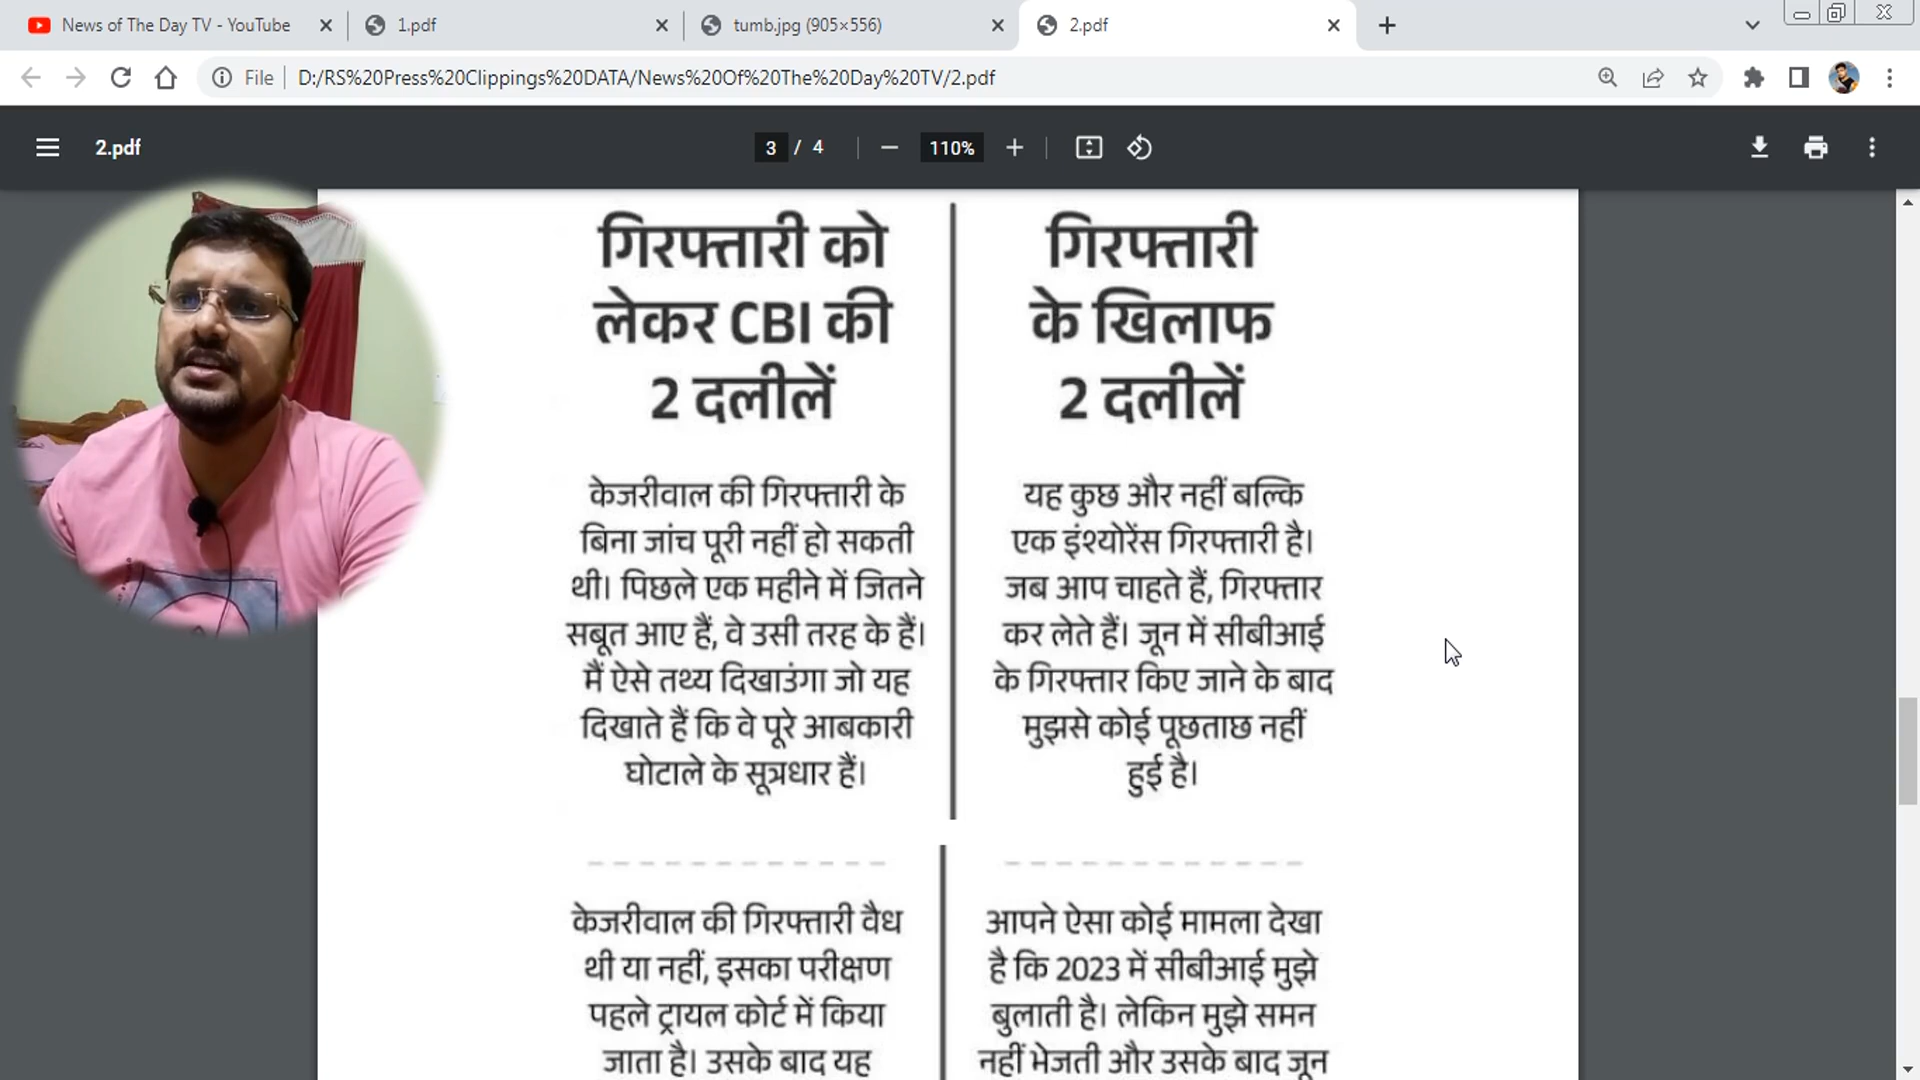 News of The Day TV - YouTube
1.pdf
tumb.jpg (905×556)
2.pdf
File
D:/RS%20Press%20Clippings%20DATA/News%20Of%20The%20Day%20TV/2.pdf
2.pdf
3 / 4
110%
गिरफ्तारी को
लेकर CBI की
2 दलीलें
केजरीवाल की गिरफ्तारी के
बिना जांच पूरी नहीं हो सकती
थी। पिछले एक महीने में जितने
सबूत आए हैं, वे उसी तरह के हैं।
मैं ऐसे तथ्य दिखाउंगा जो यह
दिखाते हैं कि वे पूरे आबकारी
घोटाले के सूत्रधार हैं।
केजरीवाल की गिरफ्तारी वैध
थी या नहीं, इसका परीक्षण
पहले ट्रायल कोर्ट में किया
जाता है। उसके बाद यह
गिरफ्तारी
के खिलाफ
2 दलीलें
यह कुछ और नहीं बल्कि
एक इंश्योरेंस गिरफ्तारी है।
जब आप चाहते हैं, गिरफ्तार
कर लेते हैं। जून में सीबीआई
के गिरफ्तार किए जाने के बाद
मुझसे कोई पूछताछ नहीं
हुई है।
आपने ऐसा कोई मामला देखा
है कि 2023 में सीबीआई मुझे
बुलाती है। लेकिन मुझे समन
नहीं भेजती और उसके बाद जून